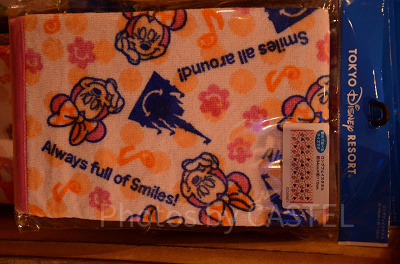 Smiles all around!
TOKYO
Disney
RESORT
Always full of Smiles!
Photos by CASTEL